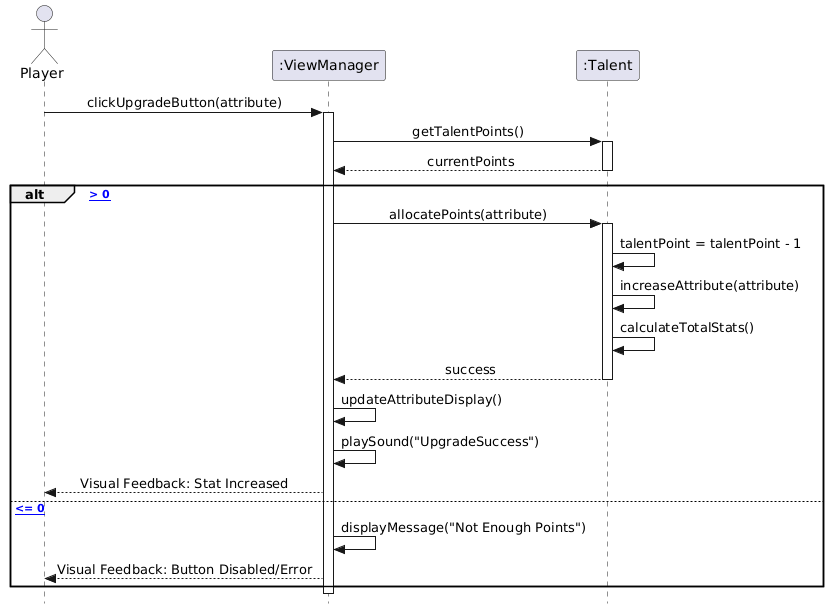 Player
:ViewManager
:Talent
clickUpgradeButton(attribute)
getTalentPoints()
currentPoints
alt
> 0
allocatePoints(attribute)
talentPoint = talentPoint - 1
increaseAttribute(attribute)
calculateTotalStats()
success
updateAttributeDisplay()
playSound("UpgradeSuccess")
Visual Feedback: Stat Increased
<= 0
displayMessage("Not Enough Points")
Visual Feedback: Button Disabled/Error